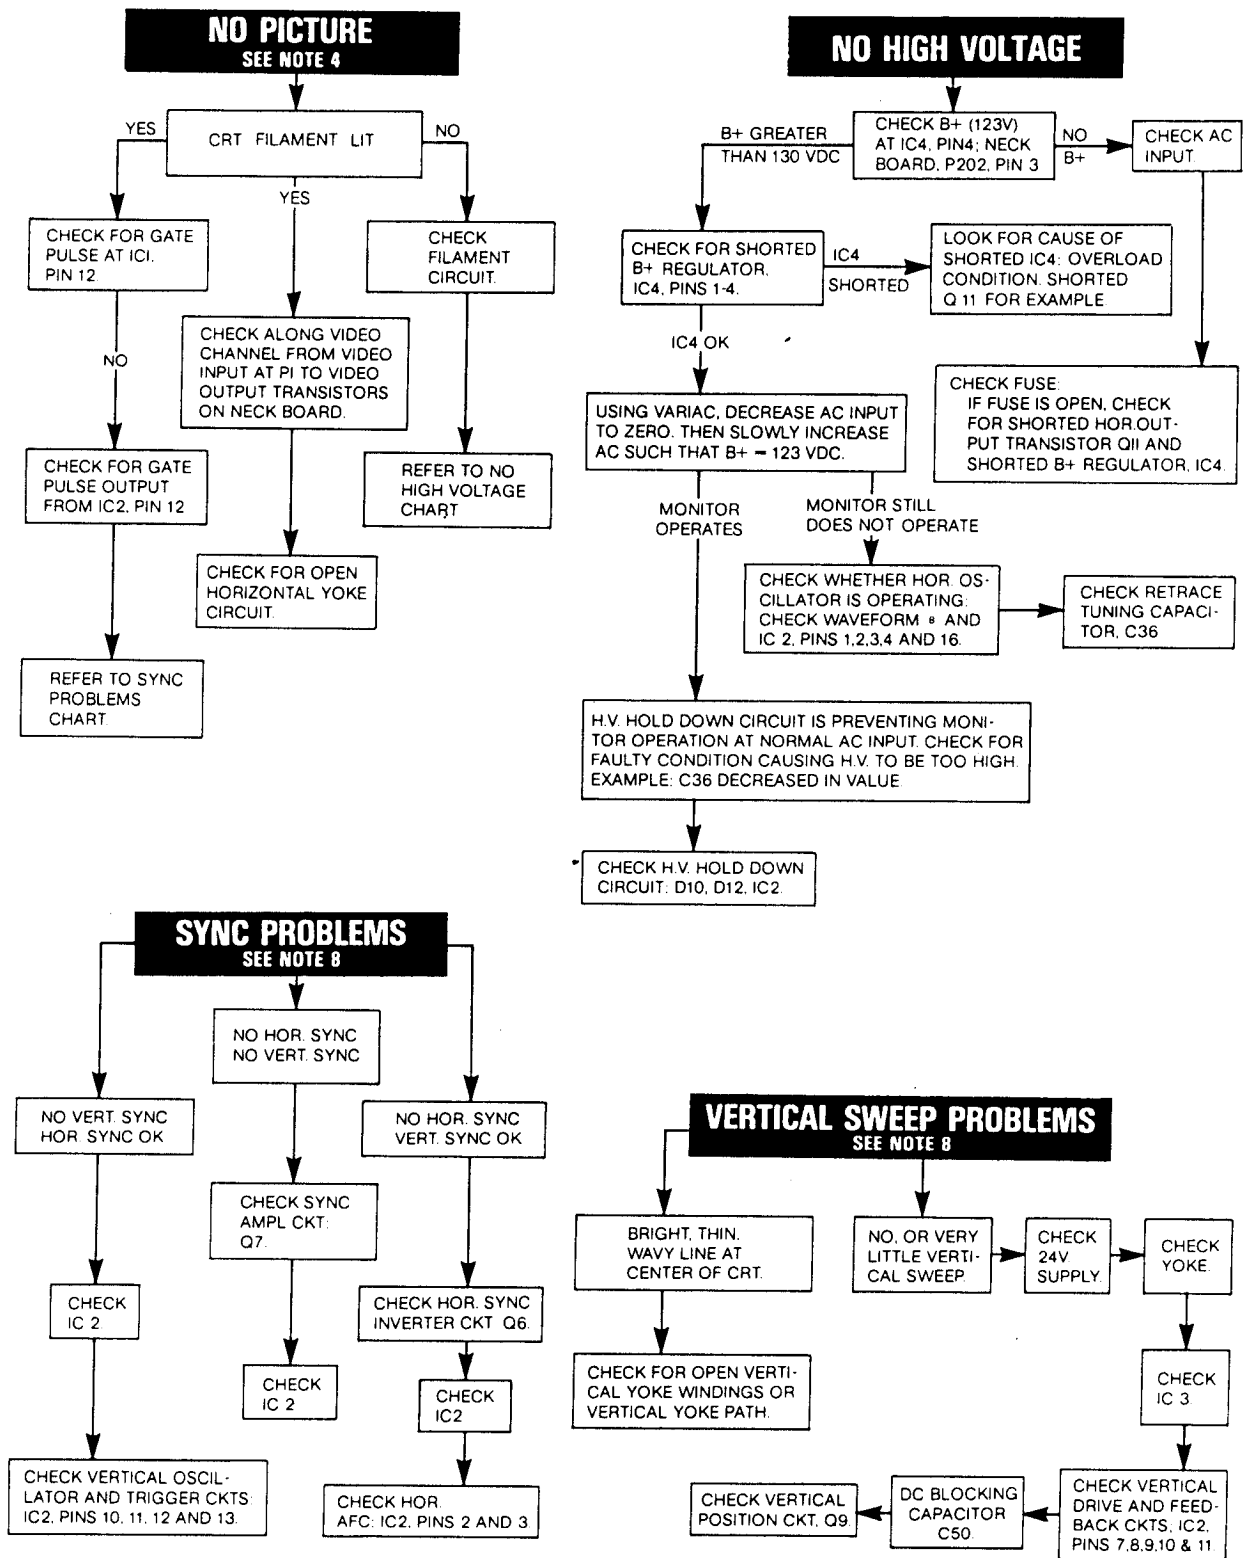 NO PICTURE
SEE NOTE 4
YES
CRT FILAMENT LIT
NO
YES
CHECK FOR GATE
PULSE AT ICI,
PIN 12
CHECK
FILAMENT
CIRCUIT.
NO
CHECK ALONG VIDEO
CHANNEL FROM VIDEO
INPUT AT PI TO VIDEO
OUTPUT TRANSISTORS
ON NECK BOARD.
CHECK FOR GATE
PULSE OUTPUT
FROM IC2, PIN 12
REFER TO NO
HIGH VOLTAGE
CHART
CHECK FOR OPEN
HORIZONTAL YOKE
CIRCUIT.
REFER TO SYNC
PROBLEMS
CHART.
NO HIGH VOLTAGE
B+ GREATER
THAN 130 VDC
CHECK B+ (123V)
AT IC4, PIN4; NECK
BOARD, P202, PIN 3
NO
B+
CHECK AC
INPUT.
CHECK FOR SHORTED
B+ REGULATOR,
IC4, PINS 1-4.
IC4
SHORTED
LOOK FOR CAUSE OF
SHORTED IC4: OVERLOAD
CONDITION. SHORTED
Q 11 FOR EXAMPLE.
IC4 OK
CHECK FUSE:
IF FUSE IS OPEN, CHECK
FOR SHORTED HOR.OUT-
PUT TRANSISTOR QII AND
SHORTED B+ REGULATOR, IC4.
USING VARIAC, DECREASE AC INPUT
TO ZERO. THEN SLOWLY INCREASE
AC SUCH THAT B+ = 123 VDC.
MONITOR
OPERATES
MONITOR STILL
DOES NOT OPERATE
CHECK WHETHER HOR. OS-
CILLATOR IS OPERATING:
CHECK WAVEFORM 8 AND
IC 2, PINS 1,2,3,4 AND 16.
CHECK RETRACE
TUNING CAPACI-
TOR, C36
H.V. HOLD DOWN CIRCUIT IS PREVENTING MONI-
TOR OPERATION AT NORMAL AC INPUT. CHECK FOR
FAULTY CONDITION CAUSING H.V. TO BE TOO HIGH.
EXAMPLE: C36 DECREASED IN VALUE.
CHECK H.V. HOLD DOWN
CIRCUIT: D10, D12, IC2.
SYNC PROBLEMS
SEE NOTE 8
NO HOR. SYNC
NO VERT. SYNC
NO VERT. SYNC
HOR. SYNC OK
NO HOR. SYNC
VERT. SYNC OK
CHECK SYNC
AMPL CKT:
Q7.
CHECK
IC 2.
CHECK HOR. SYNC
INVERTER CKT Q6.
CHECK
IC 2
CHECK
IC2
CHECK VERTICAL OSCIL-
LATOR AND TRIGGER CKTS:
IC2, PINS 10, 11, 12 AND 13.
CHECK HOR.
AFC: IC2, PINS 2 AND 3.
VERTICAL SWEEP PROBLEMS
SEE NOTE 8
BRIGHT, THIN,
WAVY LINE AT
CENTER OF CRT.
NO, OR VERY
LITTLE VERTI-
CAL SWEEP.
CHECK
24V.
SUPPLY.
CHECK
YOKE.
CHECK FOR OPEN VERTI-
CAL YOKE WINDINGS OR
VERTICAL YOKE PATH.
CHECK
IC 3.
CHECK VERTICAL
DRIVE AND FEED-
BACK CKTS; IC2,
PINS 7,8,9,10 & 11.
DC BLOCKING
CAPACITOR
C50.
CHECK VERTICAL
POSITION CKT, Q9.